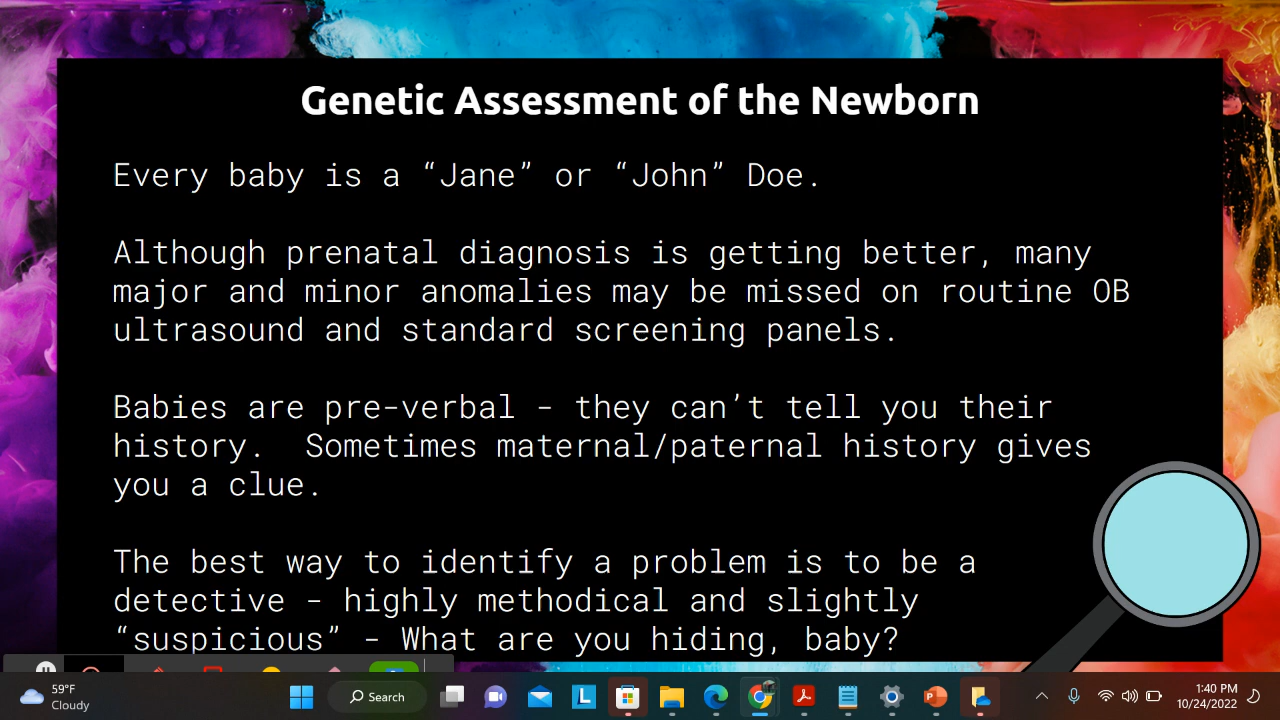 Genetic Assessment of the Newborn
Every baby is a “Jane” or “John” Doe.
Although prenatal diagnosis is getting better, many
major and minor anomalies may be missed on routine OB
ultrasound and standard screening panels.
Babies are pre-verbal - they can’t tell you their
history.  Sometimes maternal/paternal history gives
you a clue.
The best way to identify a problem is to be a
detective - highly methodical and slightly
“suspicious” - What are you hiding, baby?
59°F
Cloudy
Search
L
1:40 PM
10/24/2022